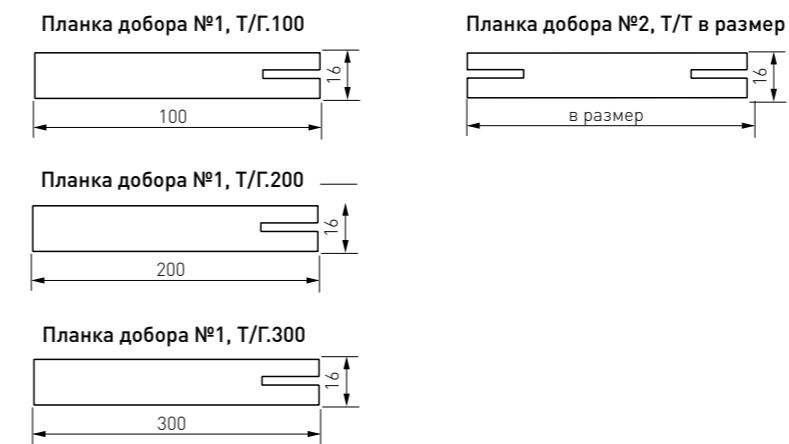 Планка добора №1, Т/Г.100
16
100
Планка добора №2, Т/Т в размер
16
в размер
Планка добора №1, Т/Г.200
16
200
Планка добора №1, Т/Г.300
16
300